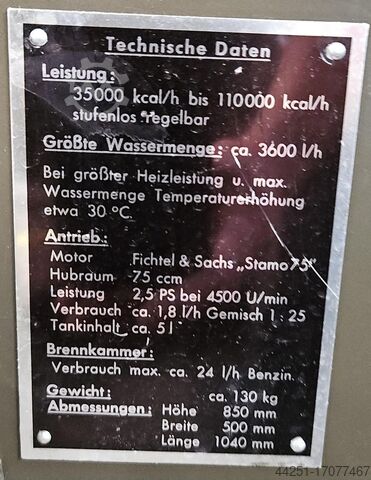 Technische Daten
Leistung:
35000 kcal/h bis 110000 kcal/h
stufenlos regelbar
Größte Wassermenge: ca. 3600 l/h
Bei größter Heizleistung u. max.
Wassermenge Temperaturerhöhung
etwa 30 °C.
Antrieb:
Motor Fichtel & Sachs „Stamo 75"
Hubraum 75 ccm
Leistung 2,5 PS bei 4500 U/min
Verbrauch ca. 1,8 l/h Gemisch 1:25
Tankinhalt ca. 5 l
Brennkammer:
Verbrauch max. ca. 24 l/h Benzin.
Gewicht: ca. 130 kg
Abmessungen: Höhe 850 mm
Breite 500 mm
Länge 1040 mm
44251-17077467